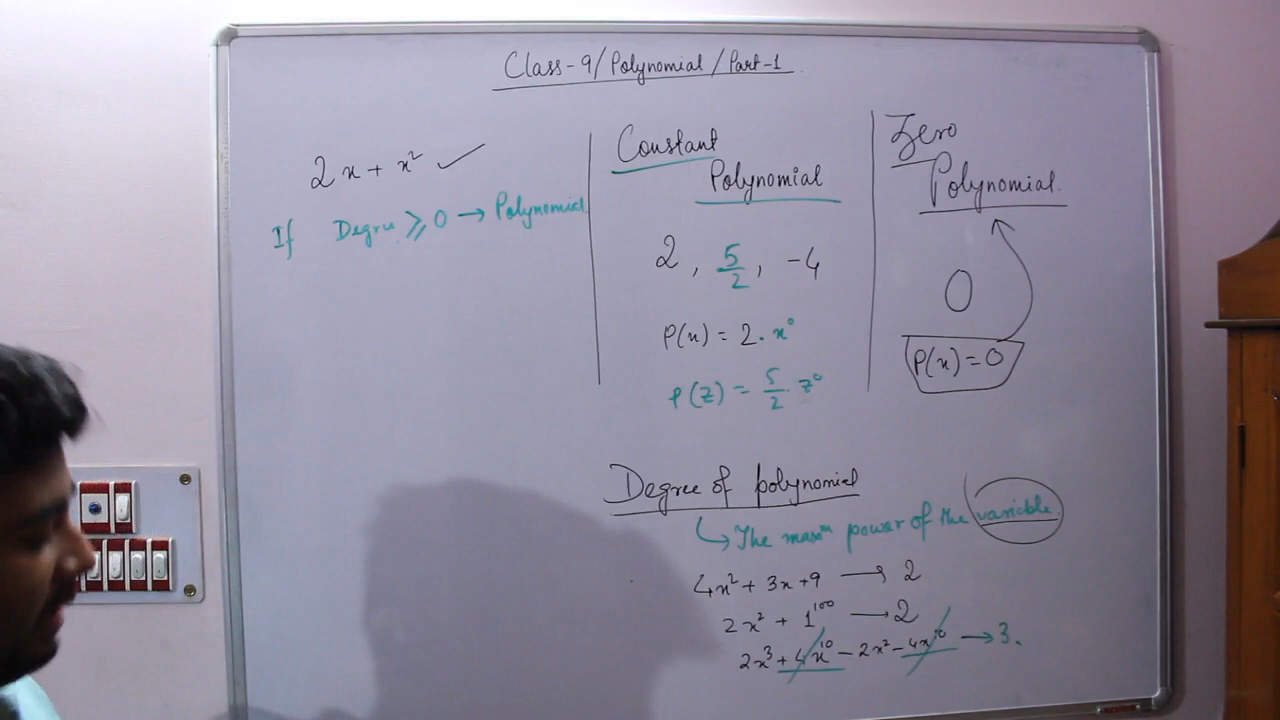 Class-9/Polynomial/Part-1
2x + x² ✓
If Degree ⩾ 0 → Polynomial
Constant
Polynomial
2, 5/2, -4
P(x) = 2·x⁰
P(z) = 5/2·z⁰
Zero
Polynomial
0
P(x) = 0
Degree of polynomial
↳ The maxᵐ power of the variable.
4x² + 3x + 9 → 2
2x² + 1¹⁰⁰ → 2
2x³ + 4x¹⁰ - 2x² - 4x¹⁰ → 3.